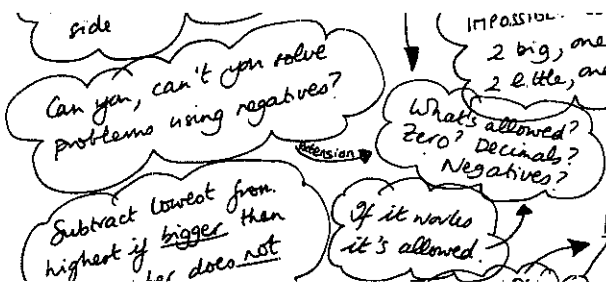 side
Can you, can't you solve
problems using negatives?
extension
IMPOSSIBLE
2 big, one
2 little, one
What's allowed?
Zero? Decimals?
Negatives?
Subtract lowest from
highest if bigger then
does not
If it works
it's allowed.